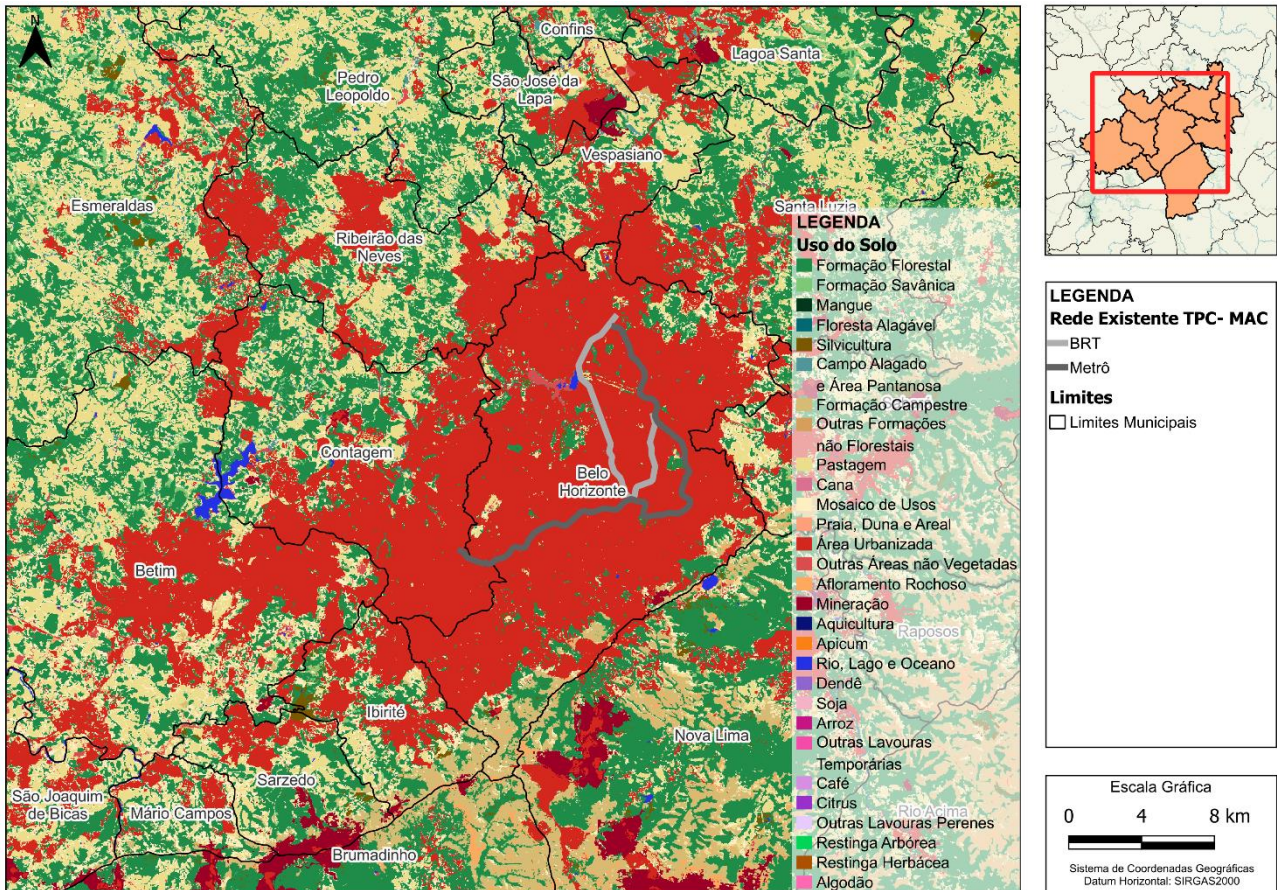 N
Confins
Lagoa Santa
Pedro
Leopoldo
São José da
Lapa
Vespasiano
Esmeraldas
Santa Luzia
Ribeirão das
Neves
Contagem
Belo
Horizonte
Betim
Ibirité
Nova Lima
Sarzedo
São Joaquim
de Bicas
Mário Campos
Brumadinho
Raposos
Rio Acima
LEGENDA
Uso do Solo
Formação Florestal
Formação Savânica
Mangue
Floresta Alagável
Silvicultura
Campo Alagado
e Área Pantanosa
Formação Campestre
Outras Formações
não Florestais
Pastagem
Cana
Mosaico de Usos
Praia, Duna e Areal
Área Urbanizada
Outras Áreas não Vegetadas
Afloramento Rochoso
Mineração
Aquicultura
Apicum
Rio, Lago e Oceano
Dendê
Soja
Arroz
Outras Lavouras
Temporárias
Café
Citrus
Outras Lavouras Perenes
Restinga Arbórea
Restinga Herbácea
Algodão
LEGENDA
Rede Existente TPC- MAC
BRT
Metrô
Limites
Limites Municipais
Escala Gráfica
0 4 8 km
Sistema de Coordenadas Geográficas
Datum Horizontal: SIRGAS2000